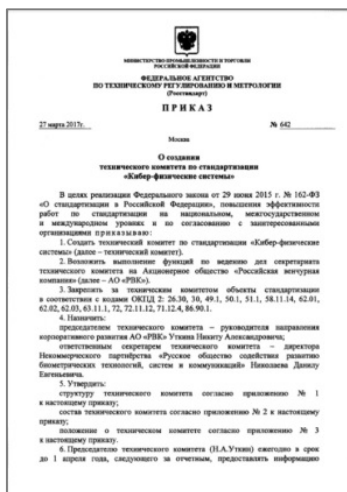 МИНИСТЕРСТВО ПРОМЫШЛЕННОСТИ И ТОРГОВЛИ
РОССИЙСКОЙ ФЕДЕРАЦИИ
ФЕДЕРАЛЬНОЕ АГЕНТСТВО
ПО ТЕХНИЧЕСКОМУ РЕГУЛИРОВАНИЮ И МЕТРОЛОГИИ
(Росстандарт)
ПРИКАЗ
27 марта 2017г. № 642
Москва
О создании
технического комитета по стандартизации
«Кибер-физические системы»
В целях реализации Федерального закона от 29 июня 2015 г. № 162-ФЗ
«О стандартизации в Российской Федерации», повышения эффективности
работ по стандартизации на национальном, межгосударственном
и международном уровнях и по согласованию с заинтересованными
организациями приказываю:
1. Создать технический комитет по стандартизации «Кибер-физические
системы» (далее – технический комитет).
2. Возложить выполнение функций по ведению дел секретариата
технического комитета на Акционерное общество «Российская венчурная
компания» (далее – АО «РВК»).
3. Закрепить за техническим комитетом объекты стандартизации
в соответствии с кодами ОКПД 2: 26.30, 30, 49.1, 50.1, 51.1, 58.11.14, 62.01,
62.02, 62.03, 63.11.1, 72, 72.11.12, 71.12.4, 86.90.1.
4. Назначить:
председателем технического комитета – руководителя направления
корпоративного развития АО «РВК» Уткина Никиту Александровича;
ответственным секретарем технического комитета – директора
Некоммерческого партнёрства «Русское общество содействия развитию
биометрических технологий, систем и коммуникаций» Николаева Данилу
Евгеньевича.
5. Утвердить:
структуру технического комитета согласно приложению № 1
к настоящему приказу;
состав технического комитета согласно приложению № 2 к настоящему
приказу;
положение о техническом комитете согласно приложению № 3
к настоящему приказу.
6. Председателю технического комитета (Н.А.Уткин) ежегодно в срок
до 1 апреля года, следующего за отчетным, предоставлять информацию